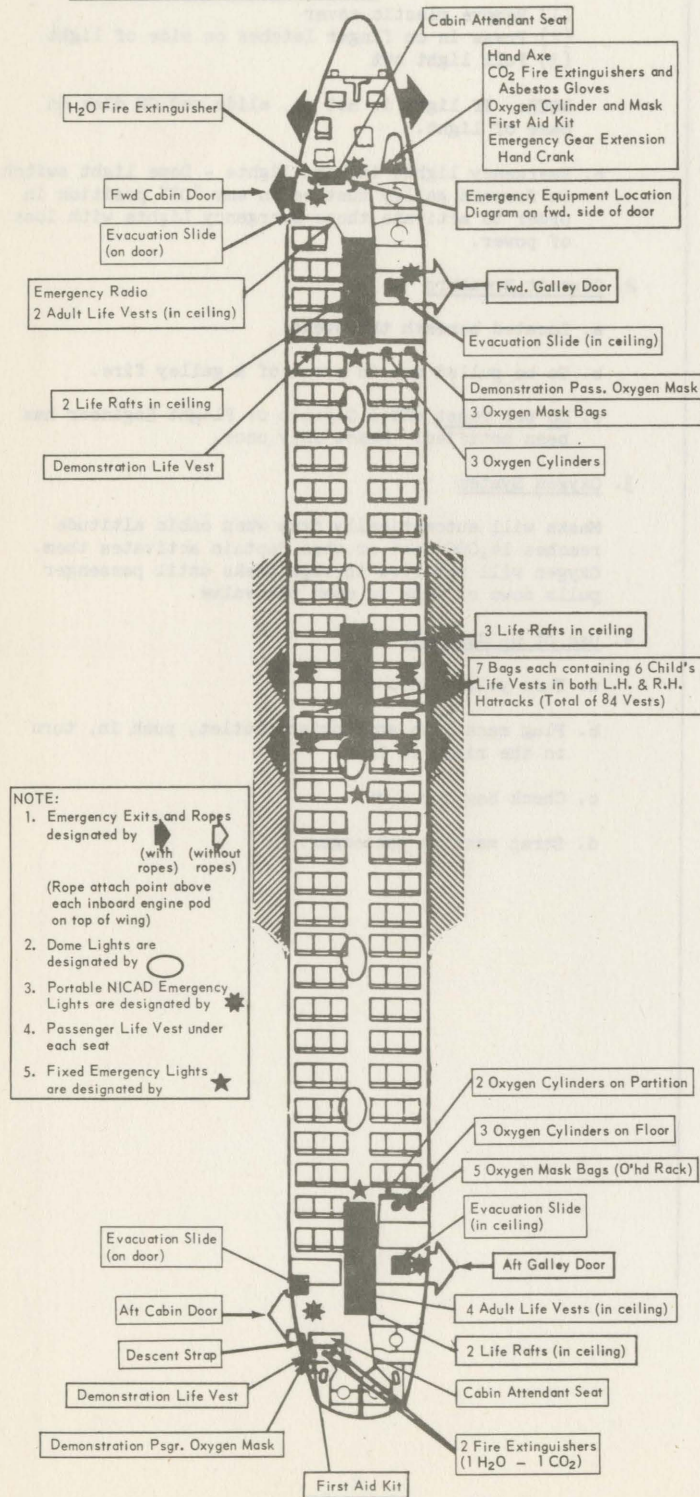 Cabin Attendant Seat
Hand Axe
CO2 Fire Extinguishers and
Asbestos Gloves
Oxygen Cylinder and Mask
First Aid Kit
Emergency Gear Extension
Hand Crank
H2O Fire Extinguisher
Fwd Cabin Door
Emergency Equipment Location
Diagram on fwd. side of door
Evacuation Slide
(on door)
Emergency Radio
2 Adult Life Vests (in ceiling)
Fwd. Galley Door
Evacuation Slide (in ceiling)
2 Life Rafts in ceiling
Demonstration Pass. Oxygen Mask
3 Oxygen Mask Bags
Demonstration Life Vest
3 Oxygen Cylinders
3 Life Rafts in ceiling
7 Bags each containing 6 Child's
Life Vests in both L.H. & R.H.
Hatracks (Total of 84 Vests)
NOTE:
1. Emergency Exits and Ropes
designated by
(with ropes) (without ropes)
(Rope attach point above
each inboard engine pod
on top of wing)
2. Dome Lights are
designated by
3. Portable NICAD Emergency
Lights are designated by
4. Passenger Life Vest under
each seat
5. Fixed Emergency Lights
are designated by
2 Oxygen Cylinders on Partition
3 Oxygen Cylinders on Floor
5 Oxygen Mask Bags (O'hd Rack)
Evacuation Slide
(in ceiling)
Evacuation Slide
(on door)
Aft Galley Door
Aft Cabin Door
4 Adult Life Vests (in ceiling)
Descent Strap
2 Life Rafts (in ceiling)
Demonstration Life Vest
Cabin Attendant Seat
Demonstration Psgr. Oxygen Mask
2 Fire Extinguishers
(1 H2O – 1 CO2)
First Aid Kit